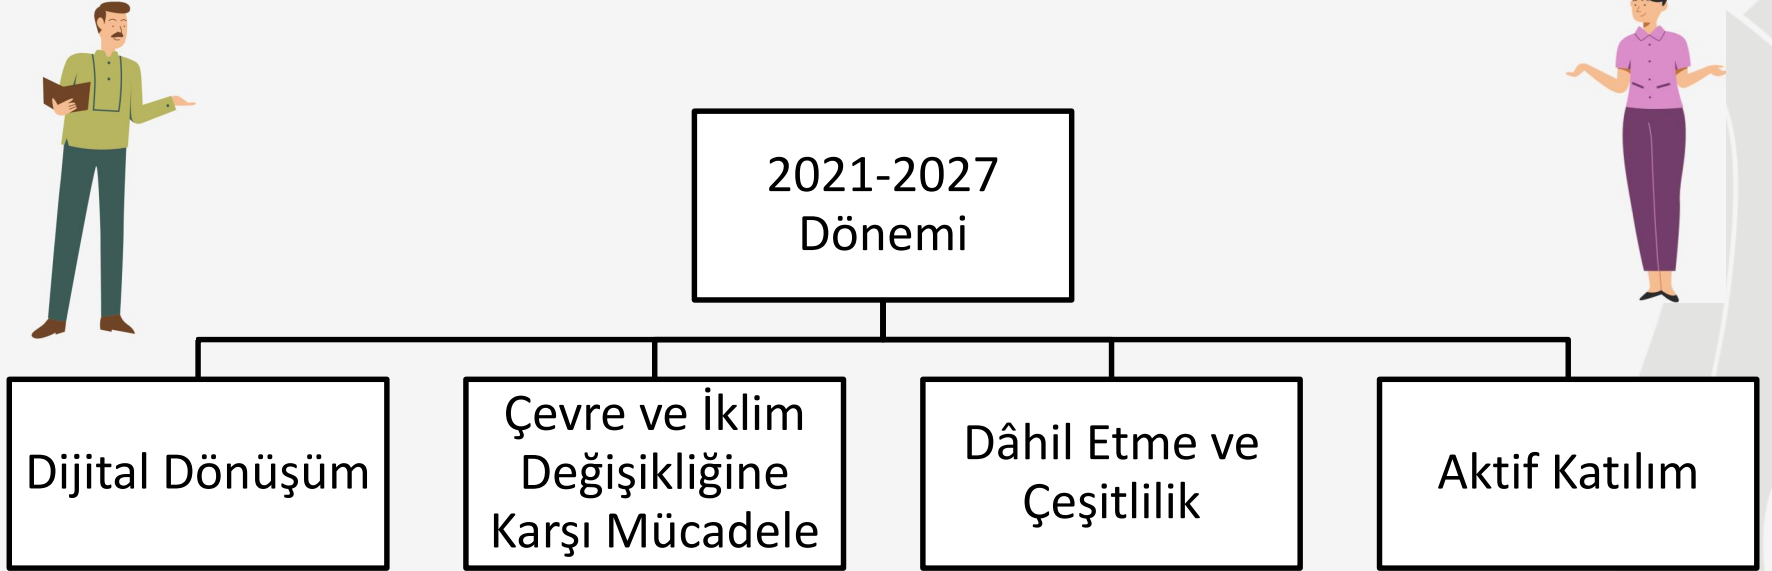 2021-2027
Dönemi
Dijital Dönüşüm
Çevre ve İklim
Değişikliğine
Karşı Mücadele
Dâhil Etme ve
Çeşitlilik
Aktif Katılım